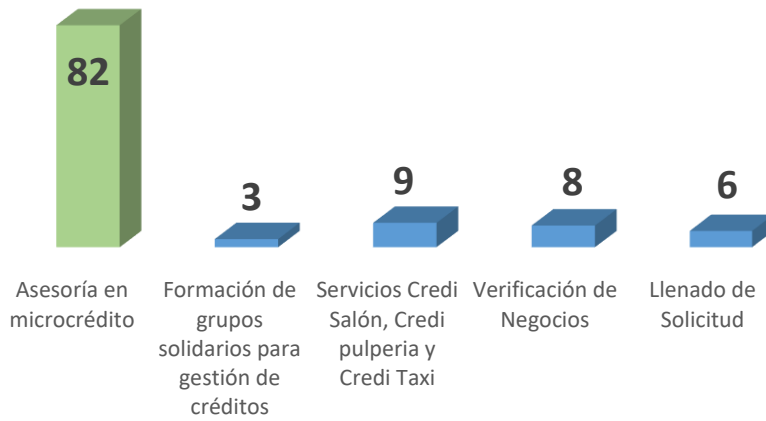 82
3
9
8
6
Asesoría en
microcrédito
Formación de
grupos
solidarios para
gestión de
créditos
Servicios Credi
Salón, Credi
pulperia y
Credi Taxi
Verificación de
Negocios
Llenado de
Solicitud